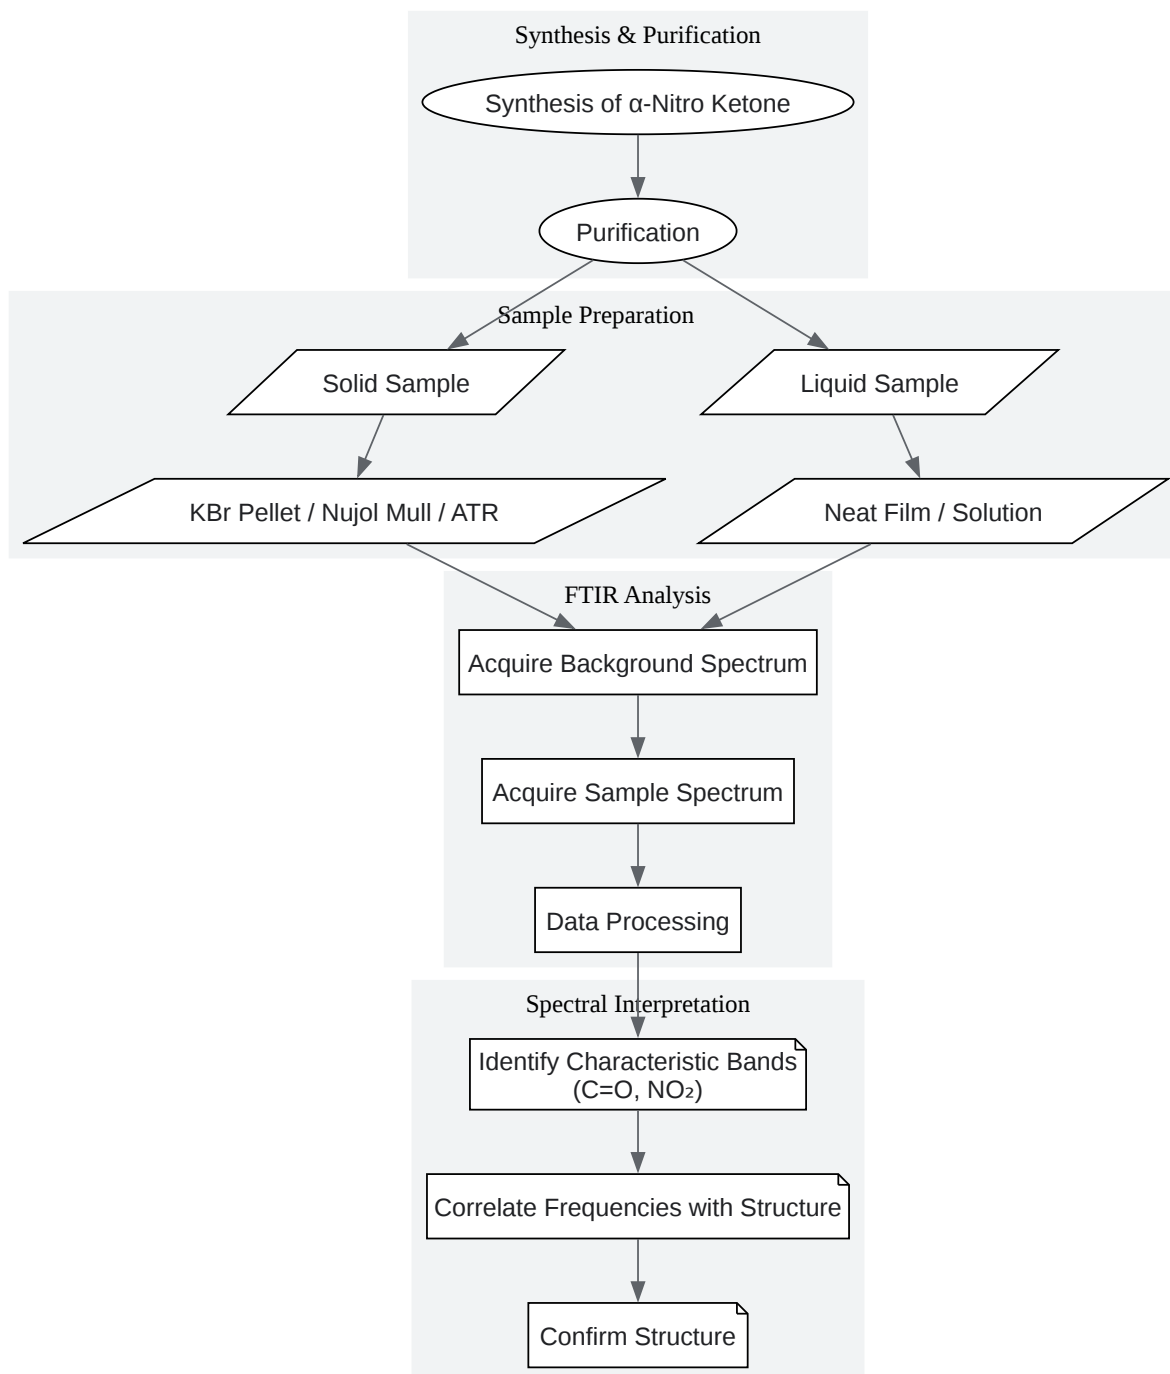 Synthesis & Purification
Synthesis of α-Nitro Ketone
Purification
Sample Preparation
Solid Sample
Liquid Sample
KBr Pellet / Nujol Mull / ATR
Neat Film / Solution
FTIR Analysis
Acquire Background Spectrum
Acquire Sample Spectrum
Data Processing
Spectral Interpretation
Identify Characteristic Bands
(C=O, NO₂)
Correlate Frequencies with Structure
Confirm Structure